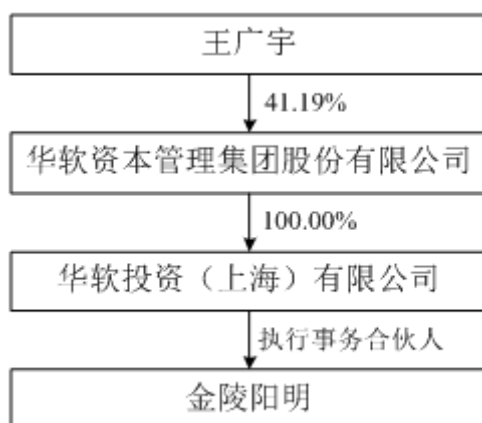 王广宇
41.19%
华软资本管理集团股份有限公司
100.00%
华软投资（上海）有限公司
执行事务合伙人
金陵阳明